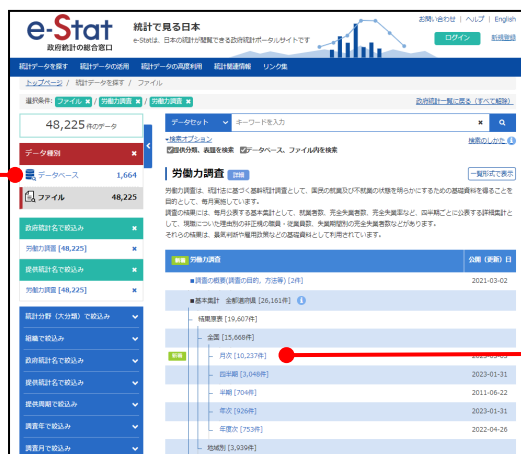 e-Stat
政府統計の総合窓口
統計で見る日本
e-Statは、日本の統計が閲覧できる政府統計ポータルサイトです
お問い合わせ | ヘルプ | English
ログイン
新規登録
統計データを探す 統計データの活用 統計データの高度利用 統計関連情報 リンク集
トップページ / 統計データを探す / ファイル
選択条件: ファイル × / 労働力調査 × / 労働力調査 ×
政府統計一覧に戻る（すべて解除）
48,225 件のデータ
データ種別 ×
データベース 1,664
ファイル 48,225
政府統計名 ×
労働力調査 [48,225] ×
提供統計名 ×
労働力調査 [48,225] ×
統計分野（大分類）で絞込み
組織で絞込み
政府統計名で絞込み
提供統計名で絞込み
提供周期で絞込み
調査年で絞込み
調査月で絞込み
データセット キーワードを入力 ×
検索オプション
検索のしかた
提供分類、表題を検索 データベース、ファイル内を検索
労働力調査 詳細
一覧形式で表示
労働力調査は、統計法に基づく基幹統計調査として、国民の就業及び不就業の状態を明らかにするための基礎資料を得ることを
目的として、毎月実施しています。
調査の結果には、毎月公表する基本集計として、就業者数、完全失業者数、完全失業率など、四半期ごとに公表する詳細集計と
して、現職についた理由別の非正規の職員・従業員数、失業期間別の完全失業者数などがあります。
それらの結果は、景気判断や雇用政策などの基礎資料として利用されています。
新着 労働力調査 公開（更新）日
■調査の概要(調査の目的、方法等) [2件] 2021-03-02
■基本集計 全都道府県 [26,161件]
結果原表 [19,607件]
全国 [15,668件]
新着 月次 [10,237件]
四半期 [3,048件] 2023-01-31
半期 [704件] 2011-06-22
年次 [926件] 2023-01-31
年度次 [753件] 2022-04-26
地域別 [3,939件]